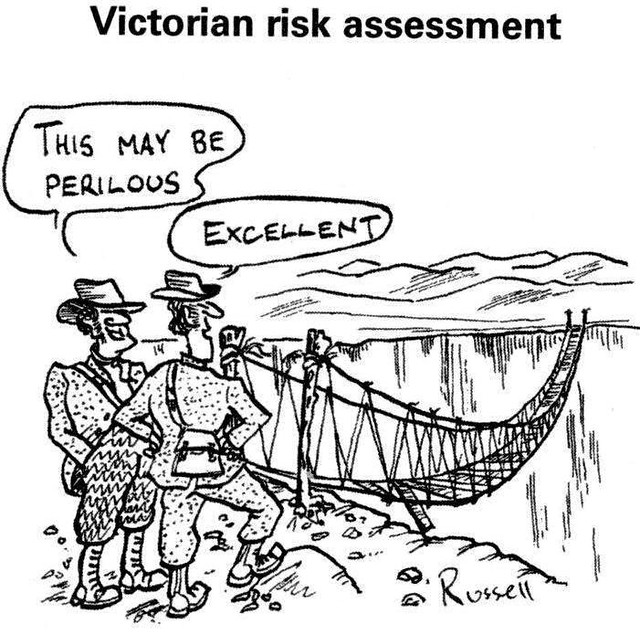 Victorian risk assessment
THIS MAY BE
PERILOUS
EXCELLENT
Russell